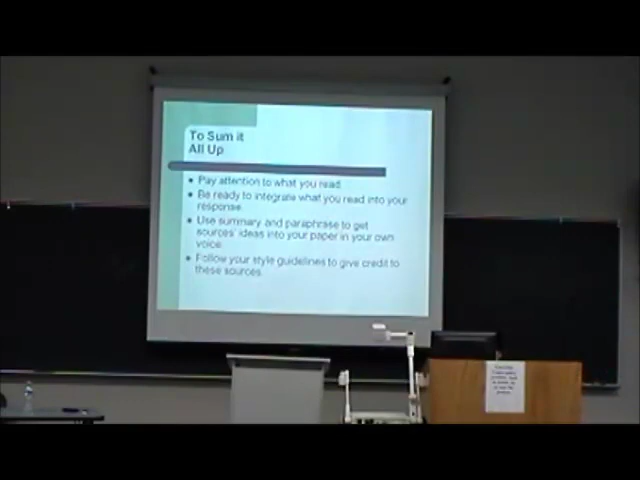 To Sum it
All Up
• Pay attention to what you read.
• Be ready to integrate what you read into your
response.
• Use summary and paraphrase to get
sources' ideas into your paper in your own
voice.
• Follow your style guidelines to give credit to
these sources.